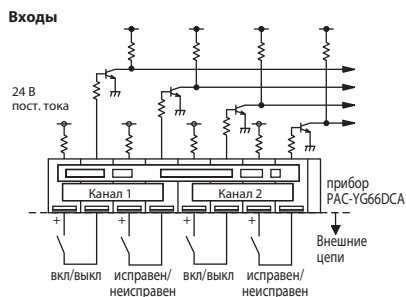 Входы
24 В
пост. тока
Канал 1
Канал 2
прибор
PAC-YG66DCA
+
+
+
+
Внешние
цепи
вкл/выкл
исправен/
неисправен
вкл/выкл
исправен/
неисправен